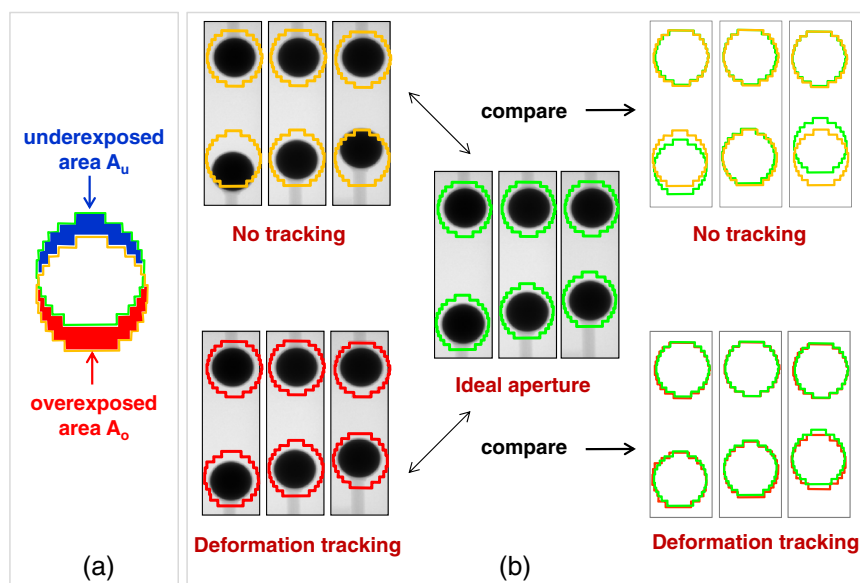 underexposed
area Au
overexposed
area Ao
(a)
No tracking
compare
No tracking
Ideal aperture
compare
Deformation tracking
(b)
Deformation tracking